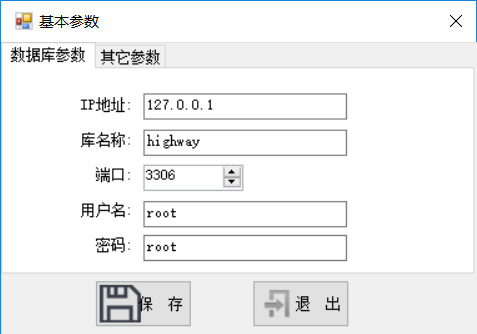 基本参数
数据库参数 其它参数
IP地址: 127.0.0.1
库名称: highway
端口: 3306
用户名: root
密码: root
保 存 退 出